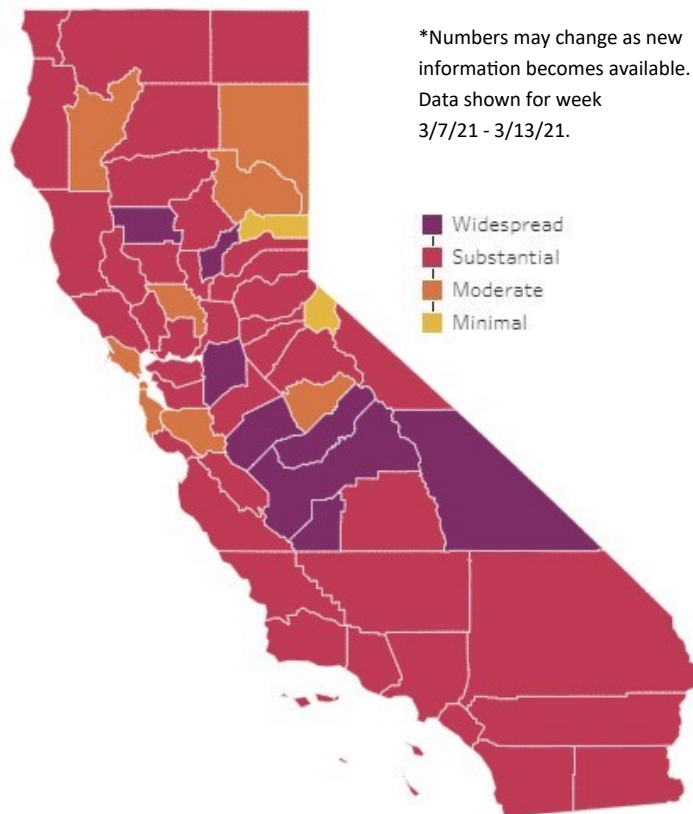 *Numbers may change as new
information becomes available.
Data shown for week
3/7/21 - 3/13/21.
Widespread
Substantial
Moderate
Minimal